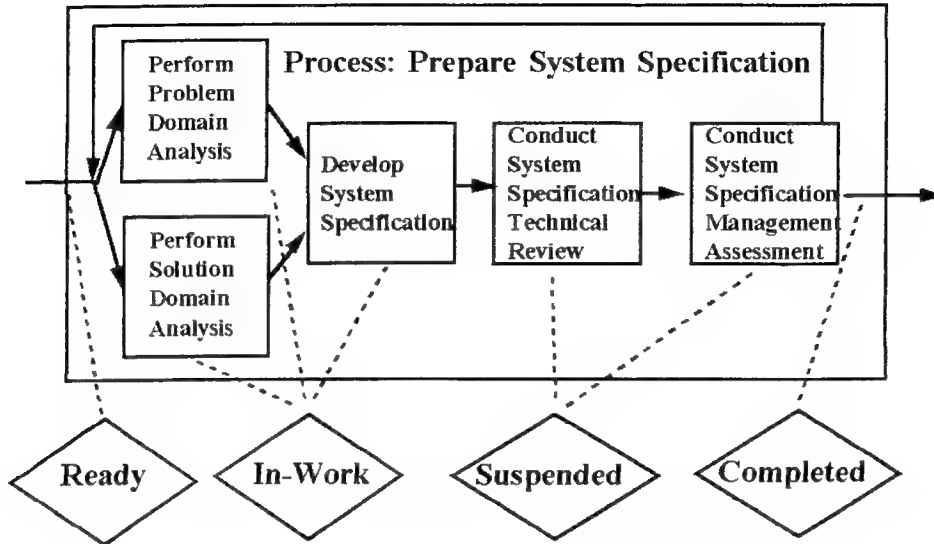 Process: Prepare System Specification
Perform
Problem
Domain
Analysis
Perform
Solution
Domain
Analysis
Develop
System
Specification
Conduct
System
Specification
Technical
Review
Conduct
System
Specification
Management
Assessment
Ready
In-Work
Suspended
Completed